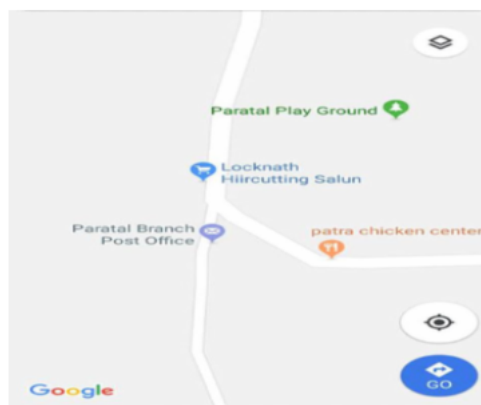 Paratal Play Ground
Locknath
Hiircutting Salun
Paratal Branch
Post Office
patra chicken center
GO
Google